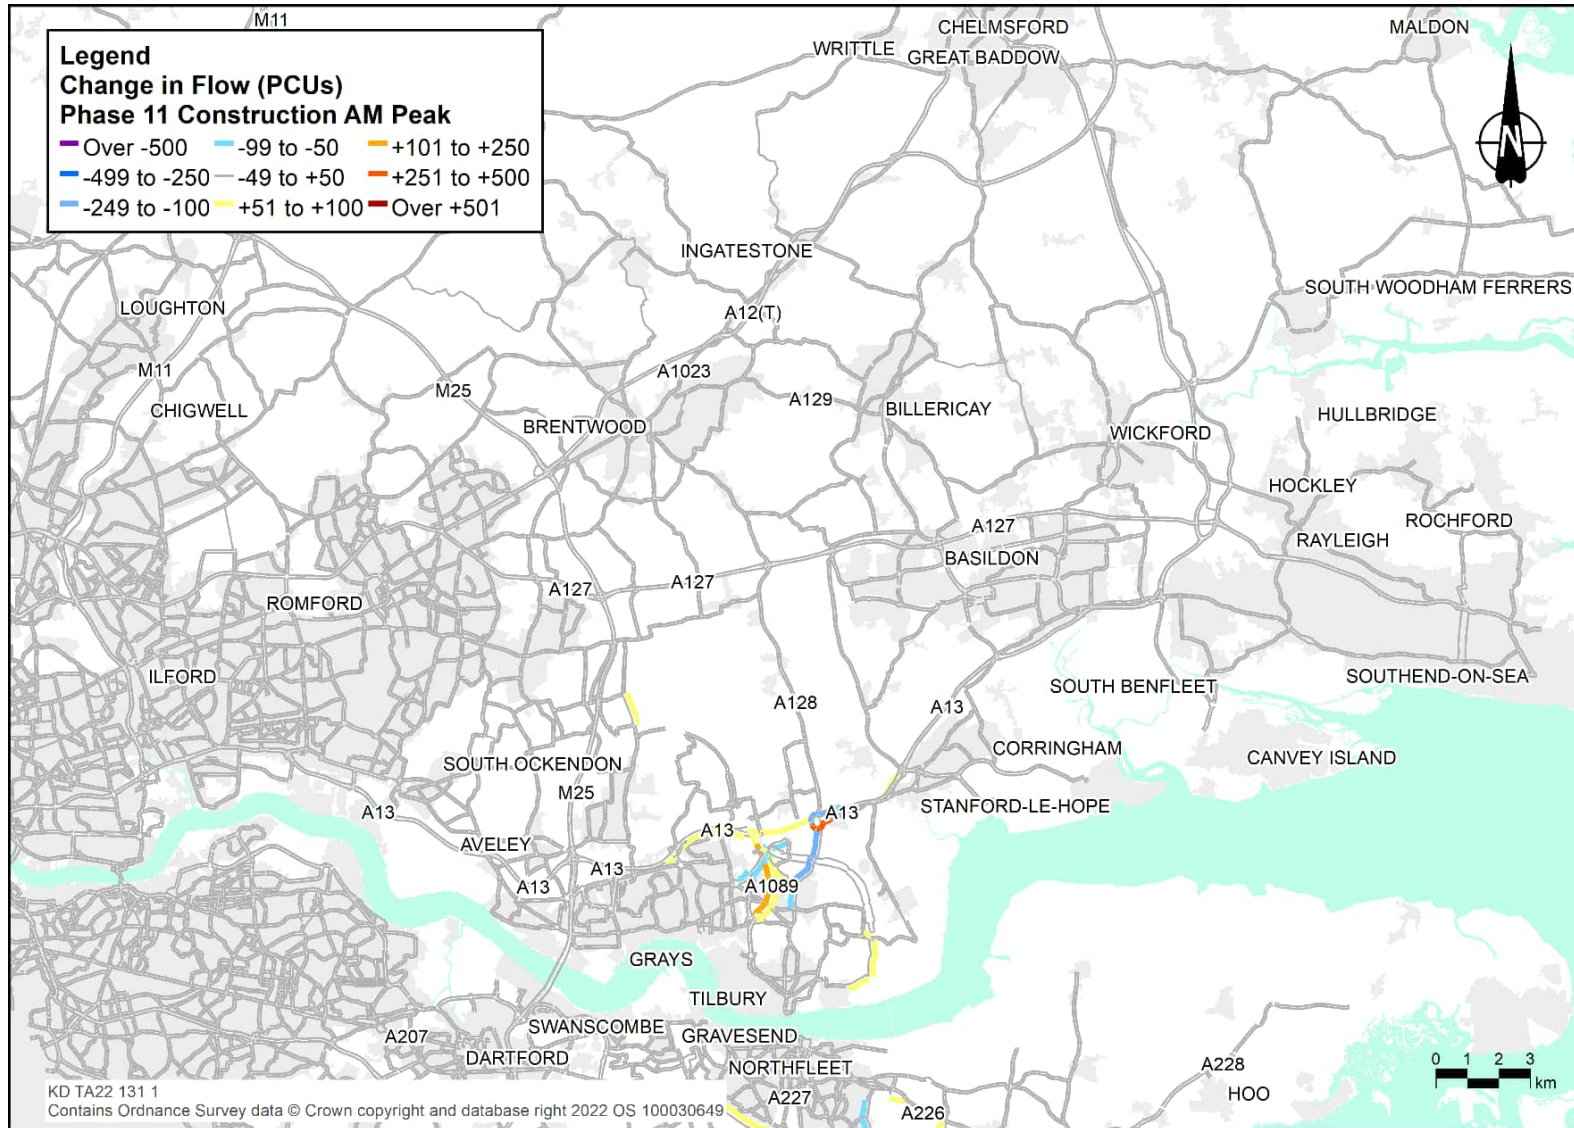 M11
Legend
Change in Flow (PCUs)
Phase 11 Construction AM Peak
Over -500 -99 to -50 +101 to +250
-499 to -250 -49 to +50 +251 to +500
-249 to -100 +51 to +100 Over +501
CHELMSFORD
MALDON
WRITTLE
GREAT BADDOW
N
INGATESTONE
SOUTH WOODHAM FERRERS
LOUGHTON
A12(T)
M11
A1023
M25
A129
CHIGWELL
BILLERICAY
HULLBRIDGE
BRENTWOOD
WICKFORD
HOCKLEY
A127
ROCHFORD
RAYLEIGH
BASILDON
A127
A127
ROMFORD
ILFORD
SOUTH BENFLEET
SOUTHEND-ON-SEA
A128
A13
CORRINGHAM
CANVEY ISLAND
SOUTH OCKENDON
M25
STANFORD-LE-HOPE
A13
A13
A13
AVELEY
A13
A13
A1089
GRAYS
TILBURY
SWANSCOMBE
GRAVESEND
A207
DARTFORD
NORTHFLEET
A228
HOO
A227
A226
0 1 2 3
km
KD TA22 131 1
Contains Ordnance Survey data © Crown copyright and database right 2022 OS 100030649